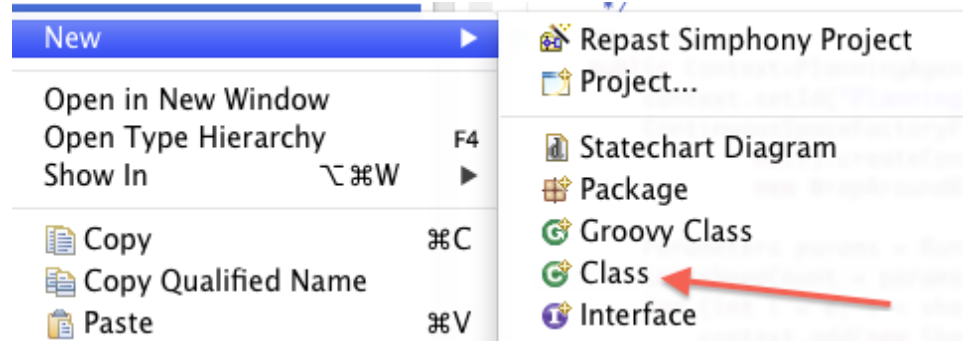 */
New
Open in New Window
Open Type Hierarchy F4
Show In ⌥⌘W
Copy ⌘C
Copy Qualified Name
Paste ⌘V
Repast Simphony Project
Project...
Statechart Diagram
Package
Groovy Class
Class
Interface